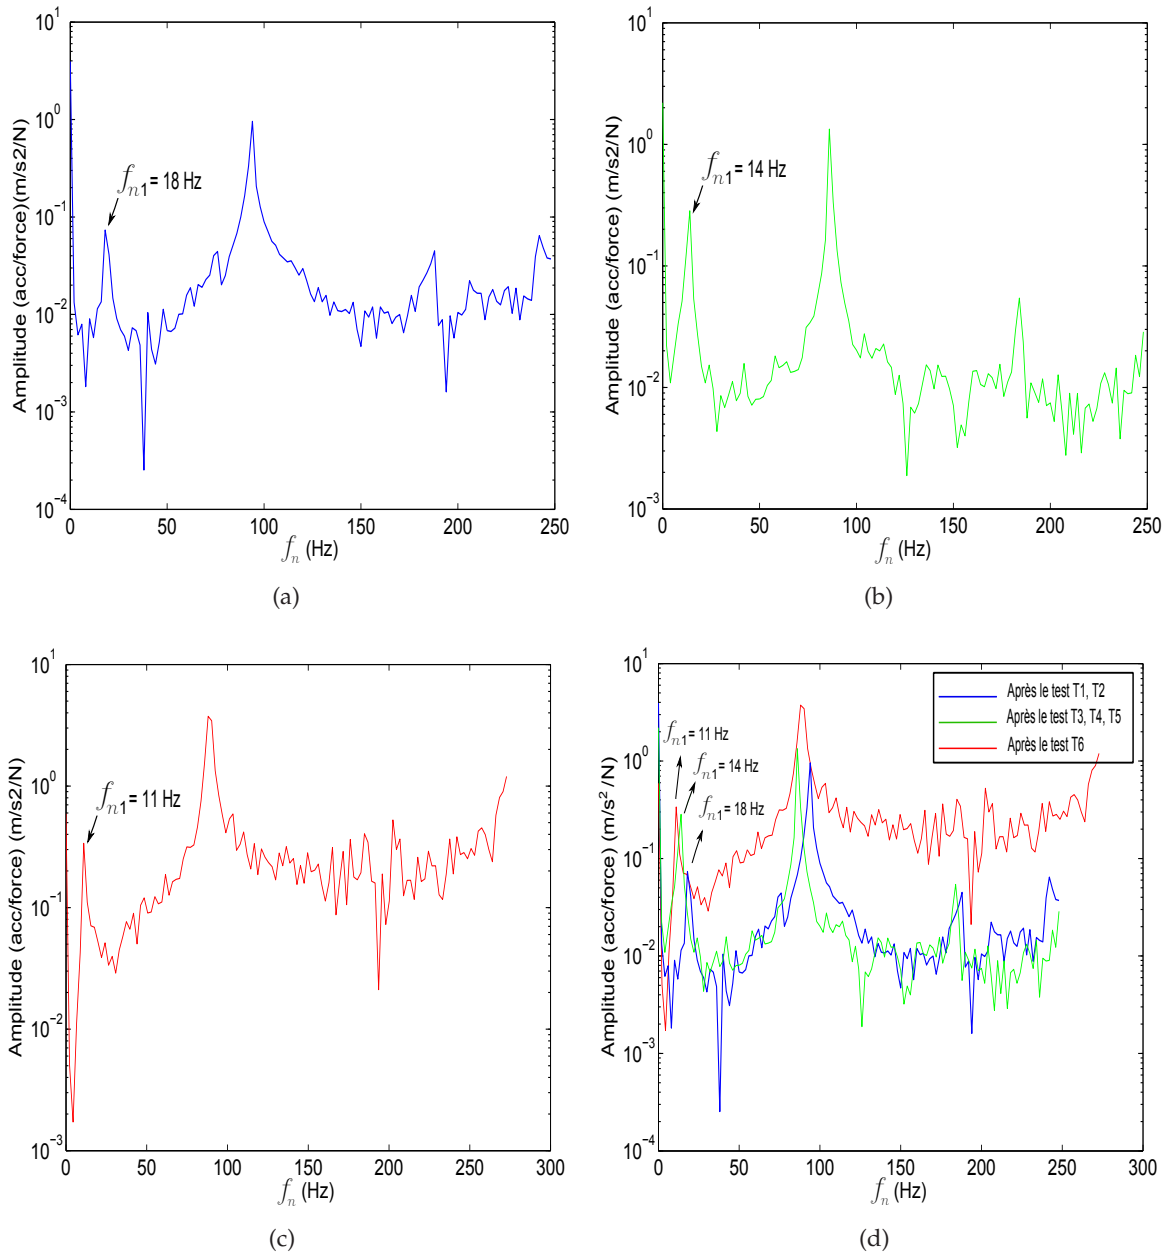 Amplitude (acc/force)(m/s2/N)
10^1
10^0
10^-1
10^-2
10^-3
10^-4
f_n1 = 18 Hz
0 50 100 150 200 250
f_n (Hz)
(a)
Amplitude (acc/force) (m/s2/N)
10^1
10^0
10^-1
10^-2
10^-3
f_n1 = 14 Hz
0 50 100 150 200 250
f_n (Hz)
(b)
Amplitude (acc/force) (m/s2/N)
10^1
10^0
10^-1
10^-2
10^-3
f_n1 = 11 Hz
0 50 100 150 200 250 300
f_n (Hz)
(c)
Amplitude (acc/force) (m/s² /N)
10^1
10^0
10^-1
10^-2
10^-3
10^-4
Après le test T1, T2
Après le test T3, T4, T5
Après le test T6
f_n1 = 11 Hz
f_n1 = 14 Hz
f_n1 = 18 Hz
0 50 100 150 200 250 300
f_n (Hz)
(d)